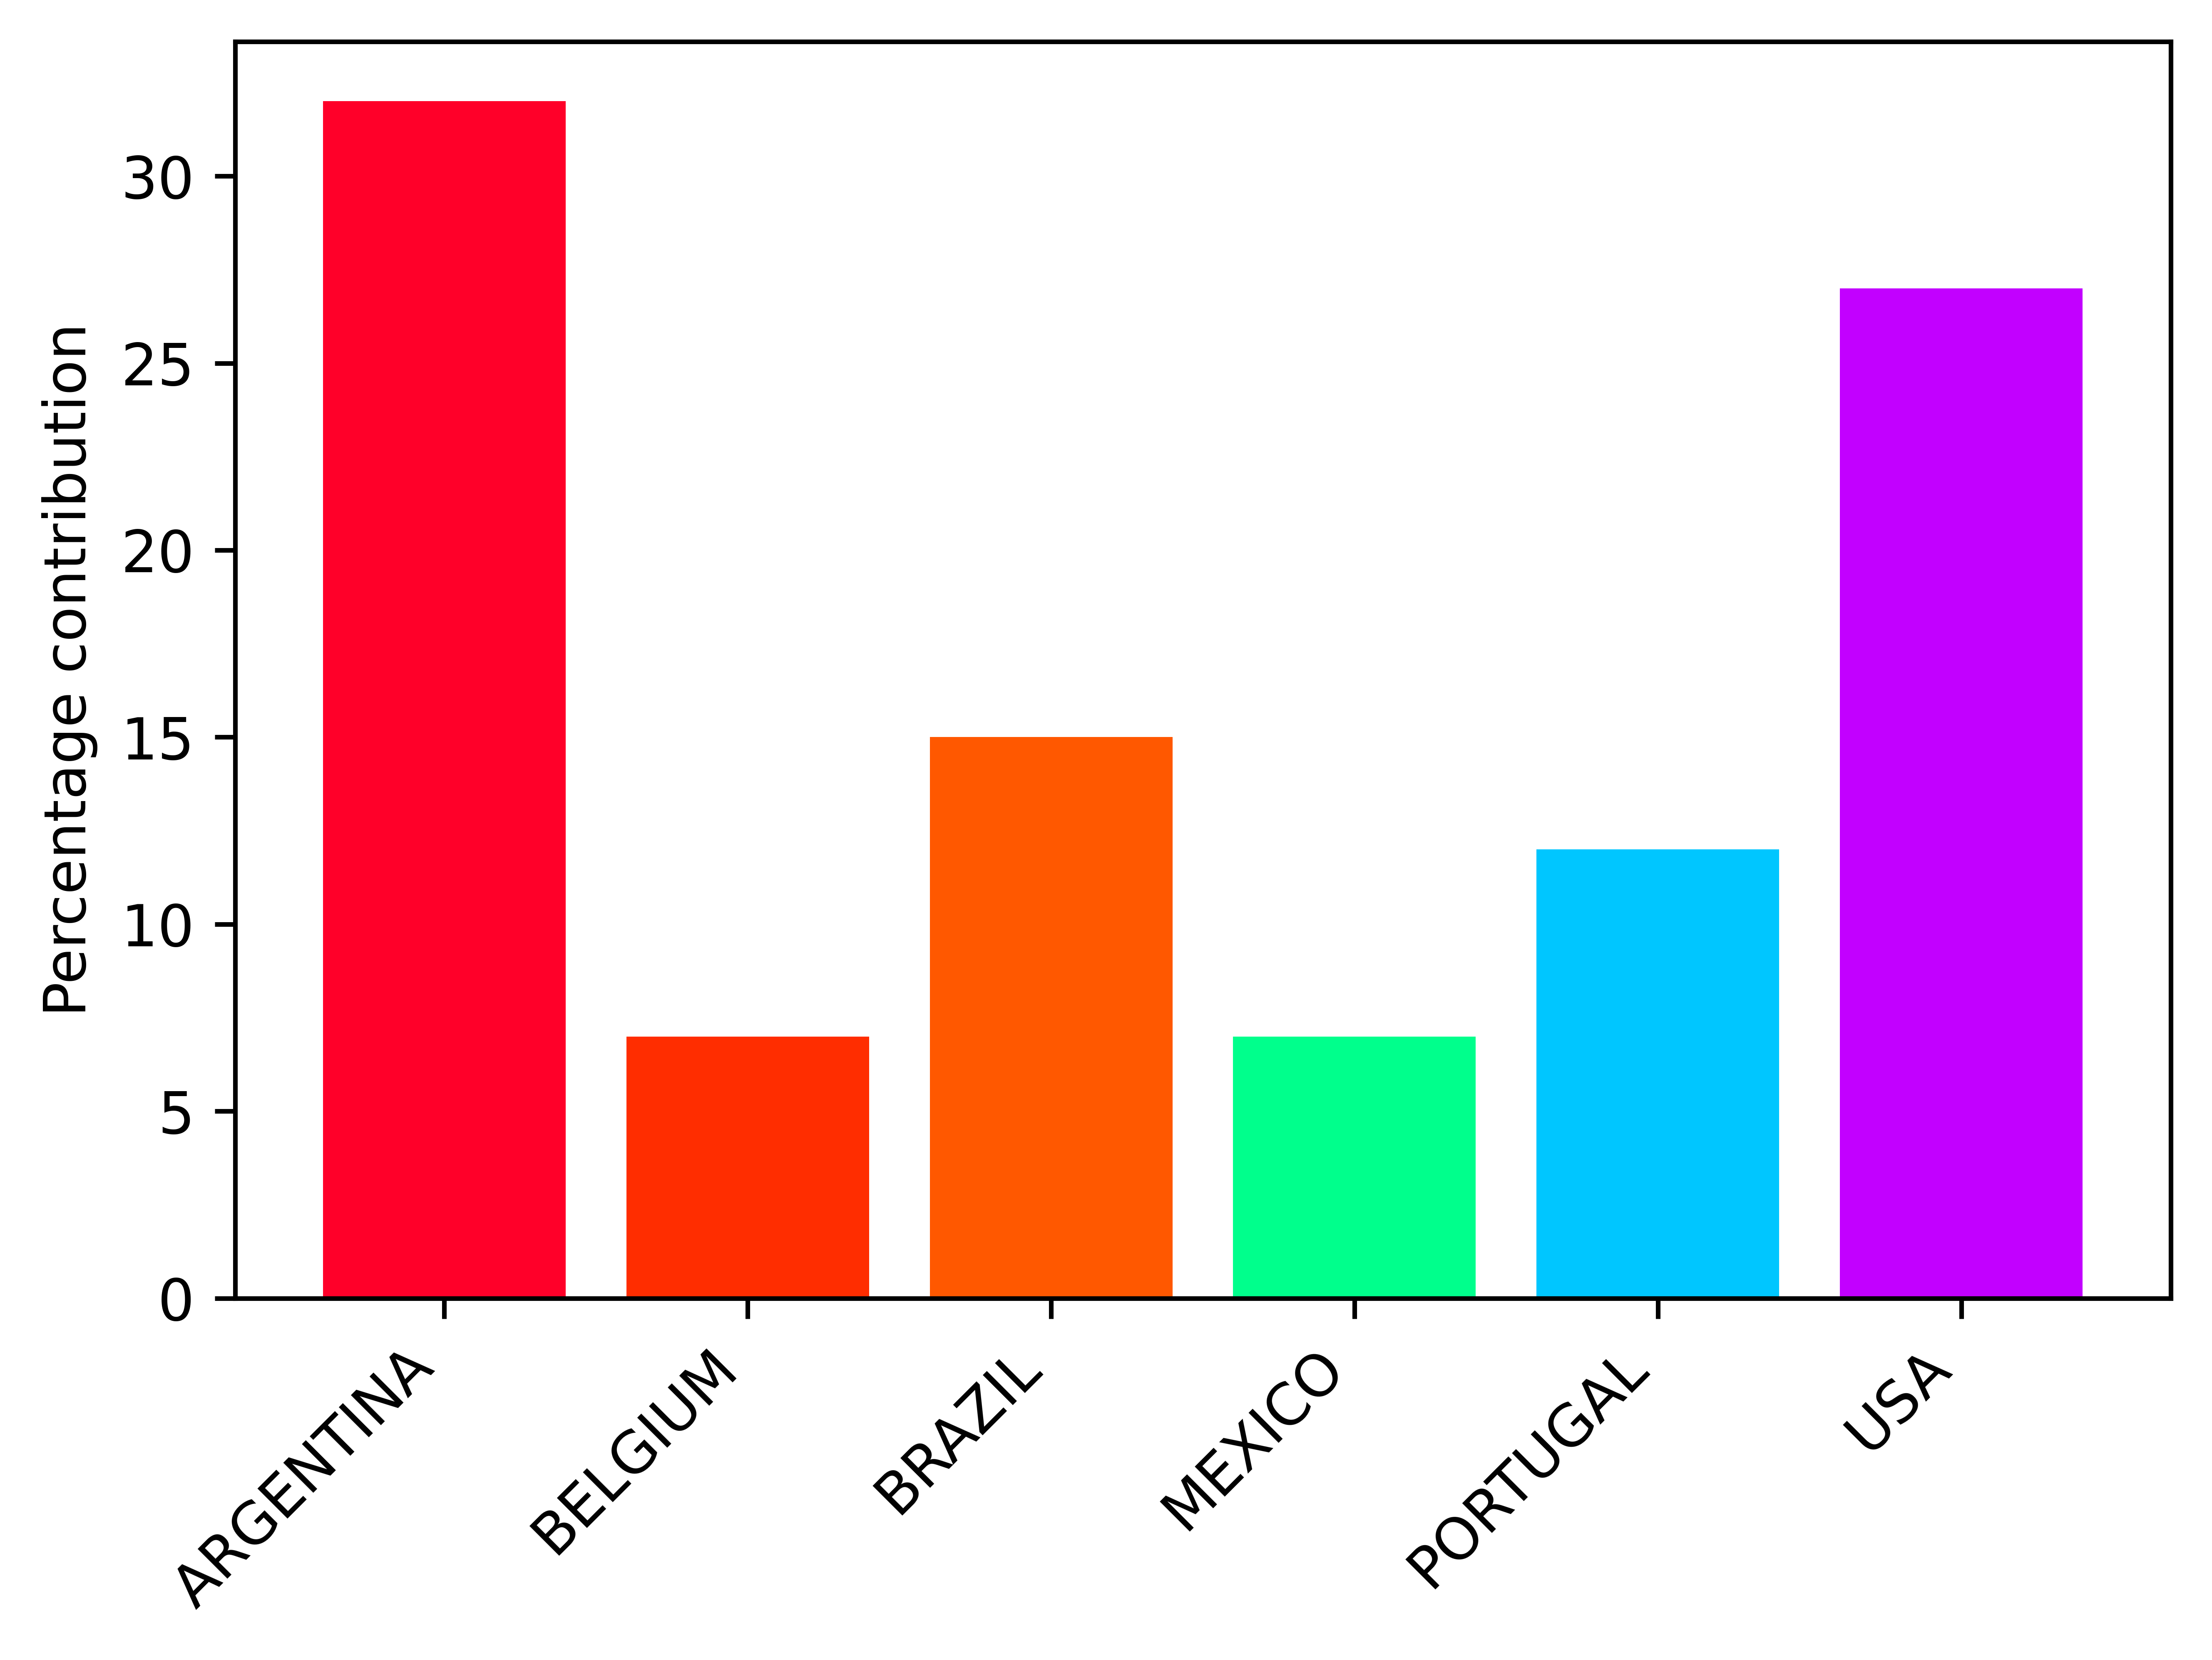 Percentage contribution
30
25
20
15
10
5
0
ARGENTINA
BELGIUM
BRAZIL
MEXICO
PORTUGAL
USA